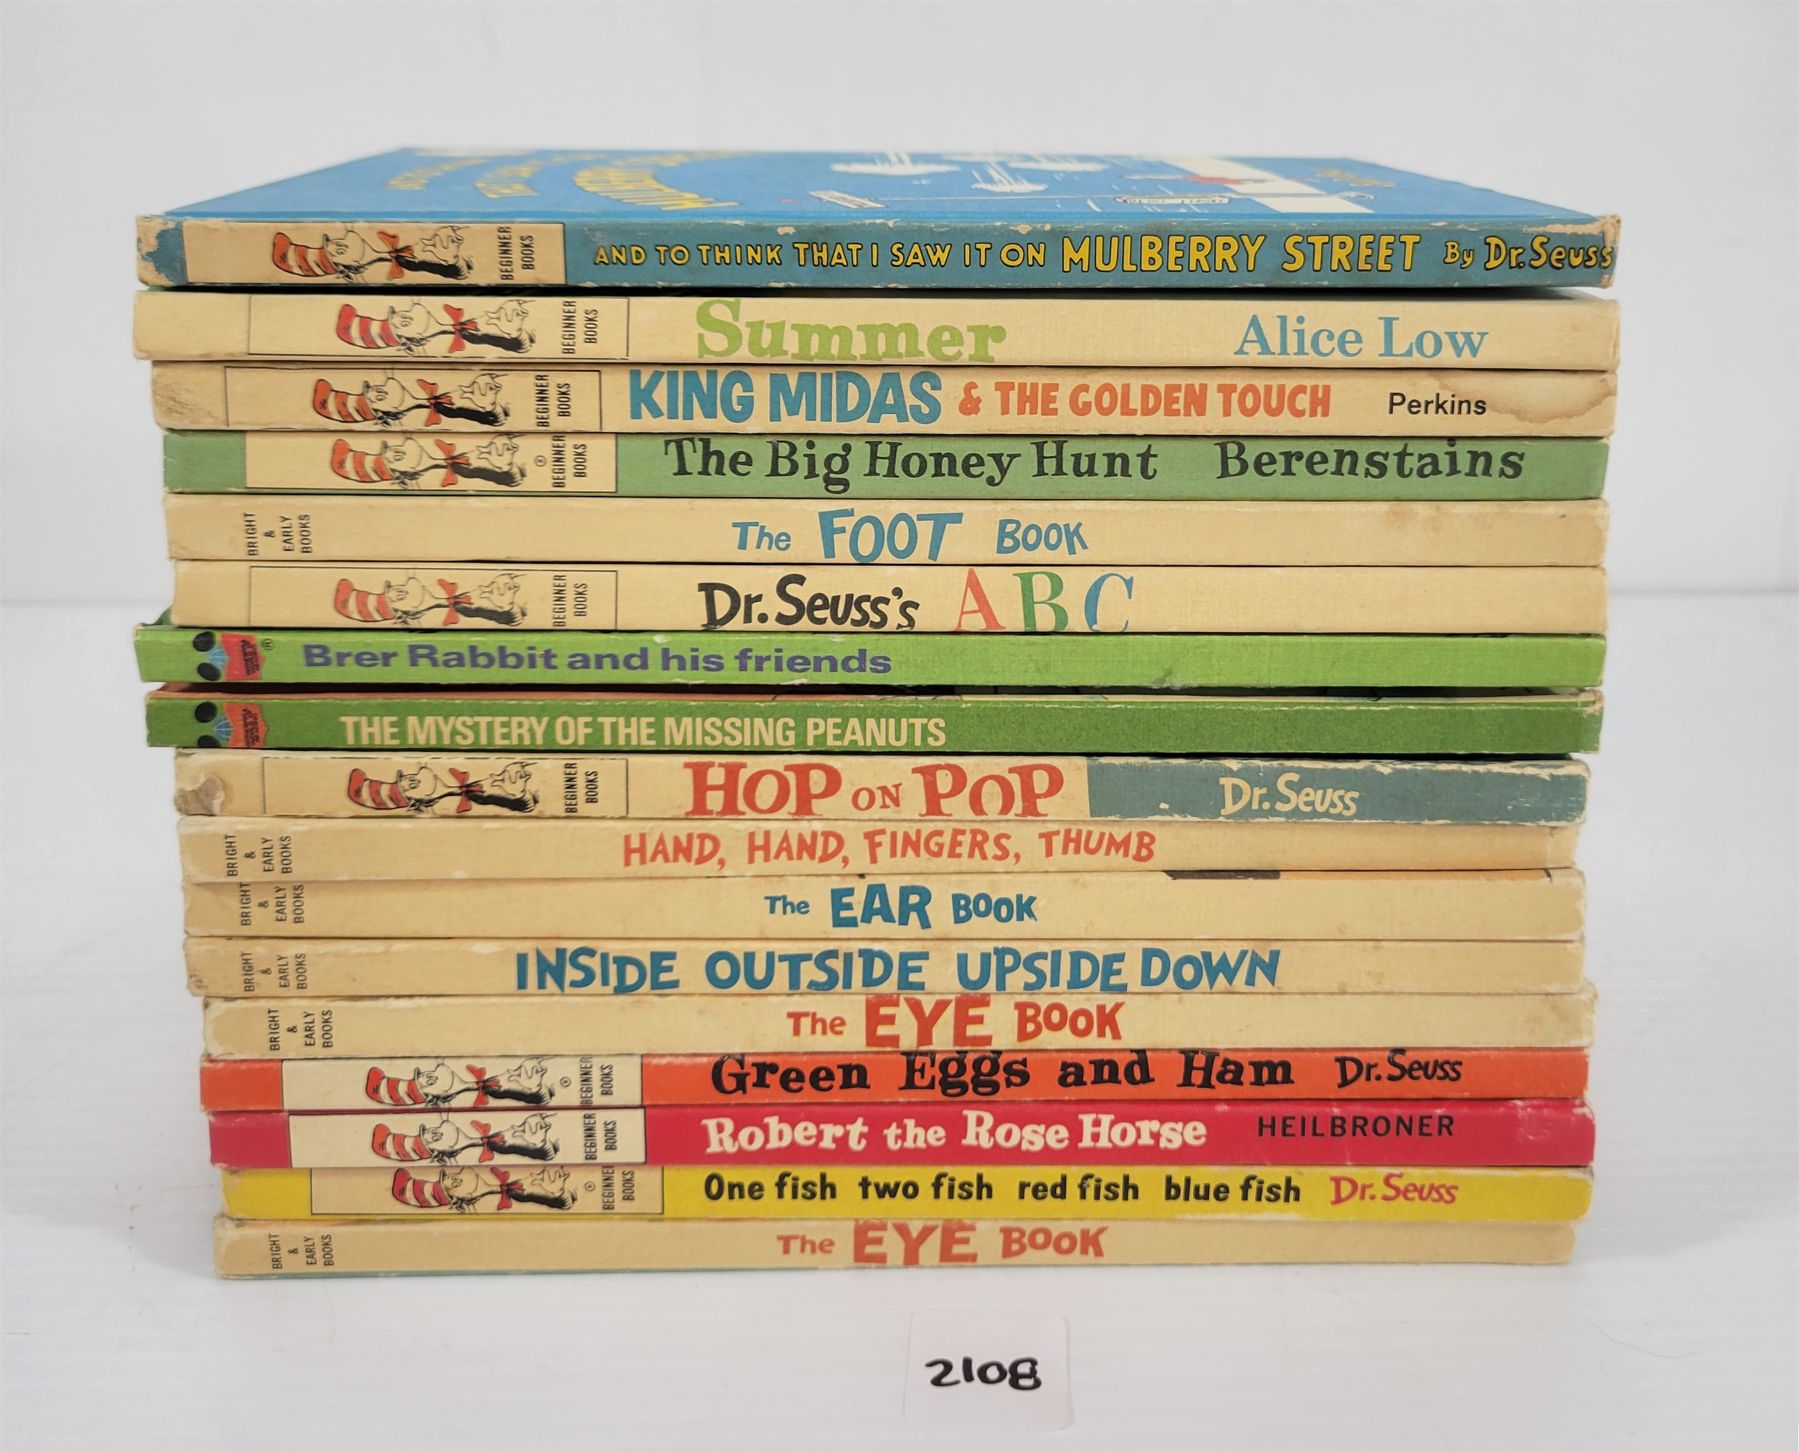 BEGINNER BOOKS AND TO THINK THAT I SAW IT ON MULBERRY STREET By Dr. Seuss
BEGINNER BOOKS Summer Alice Low
BEGINNER BOOKS KING MIDAS & THE GOLDEN TOUCH Perkins
® BEGINNER BOOKS The Big Honey Hunt Berenstains
BRIGHT & EARLY BOOKS The FOOT BOOK
BEGINNER BOOKS Dr. Seuss's ABC
® Brer Rabbit and his friends
THE MYSTERY OF THE MISSING PEANUTS
BEGINNER BOOKS HOP ON POP Dr. Seuss
BRIGHT & EARLY BOOKS HAND, HAND, FINGERS, THUMB
BRIGHT & EARLY BOOKS The EAR BOOK
BRIGHT & EARLY BOOKS INSIDE OUTSIDE UPSIDE DOWN
BRIGHT & EARLY BOOKS The EYE BOOK
® BEGINNER BOOKS Green Eggs and Ham Dr. Seuss
BEGINNER BOOKS Robert the Rose Horse HEILBRONER
® BEGINNER BOOKS One fish two fish red fish blue fish Dr. Seuss
BRIGHT & EARLY BOOKS The EYE BOOK
2108